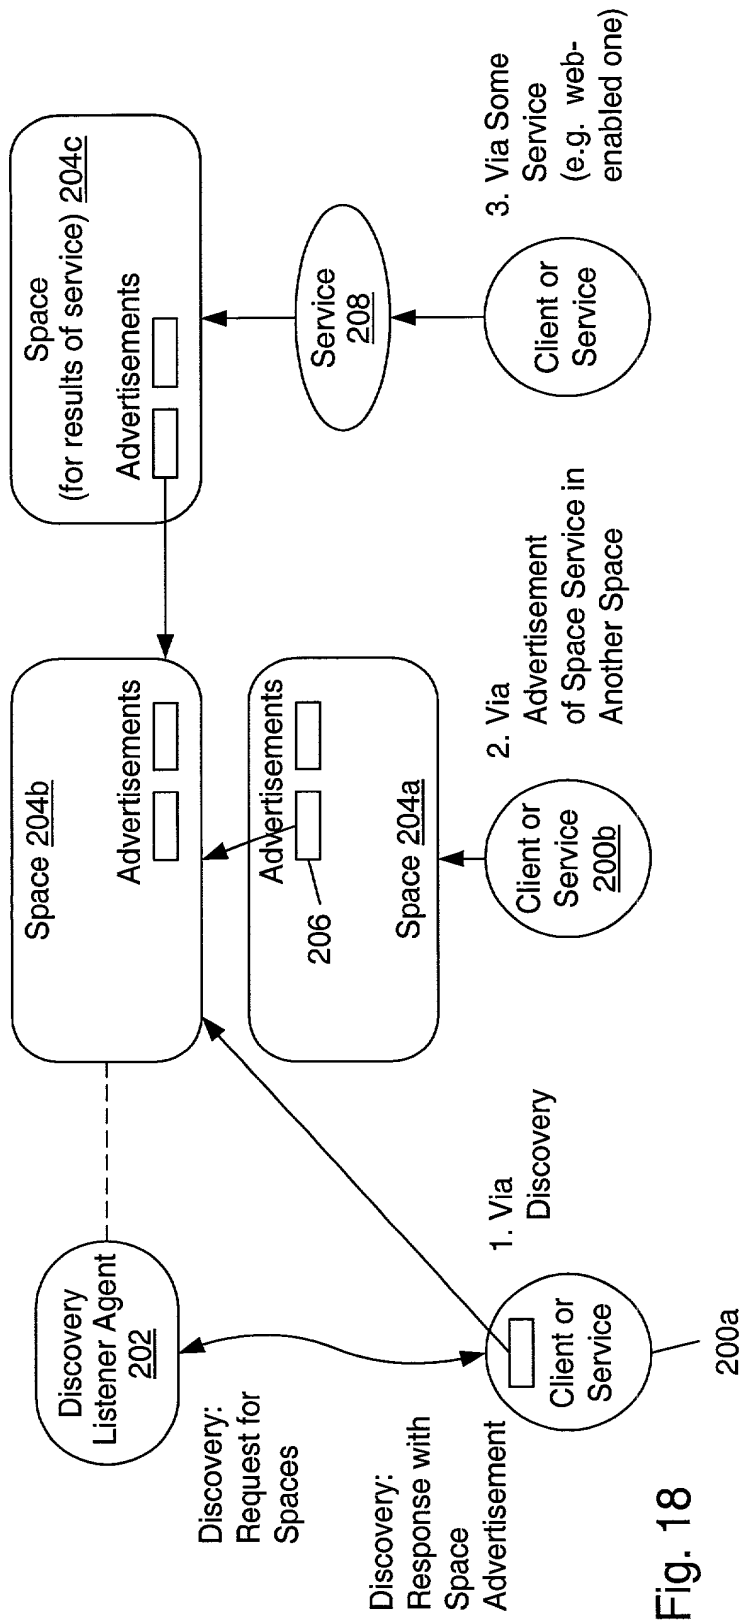 Discovery
Listener Agent
202
Discovery:
Request for
Spaces
Discovery:
Response with
Space
Advertisement
Client or
Service
200a
1. Via
Discovery
Space 204b
Advertisements
Advertisements
206
Space 204a
Client or
Service
200b
2. Via
Advertisement
of Space Service in
Another Space
Space
(for results of service) 204c
Advertisements
Service
208
Client or
Service
3. Via Some
Service
(e.g. web-
enabled one)
Fig. 18